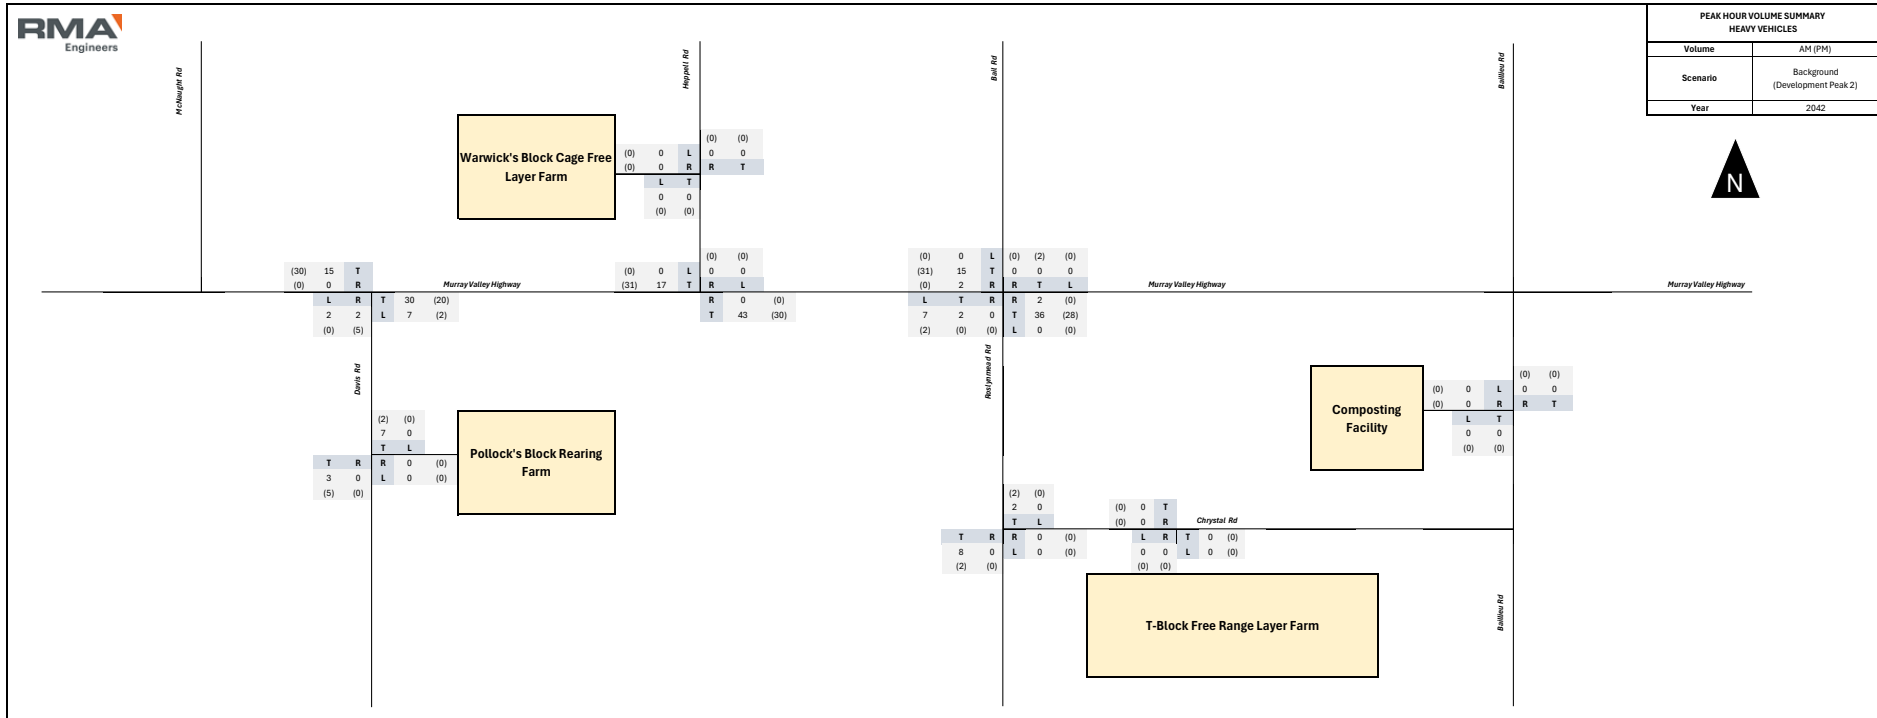 RMA
Engineers
PEAK HOUR VOLUME SUMMARY
HEAVY VEHICLES
Volume AM (PM)
Scenario Background
(Development Peak 2)
Year 2042
N
McNaught Rd
Heppell Rd
Ball Rd
Baillieu Rd
Warwick's Block Cage Free
Layer Farm
(0) (0)
(0) 0 L 0 0
(0) 0 R R T
L T
0 0
(0) (0)
(30) 15 T
(0) 0 R
Murray Valley Highway
L R T 30 (20)
2 2 L 7 (2)
(0) (5)
(0) (0)
(0) 0 L 0 0
(31) 17 T R L
R 0 (0)
T 43 (30)
(0) 0 L (0) (2) (0)
(31) 15 T 0 0 0
(0) 2 R R T L
L T R R 2 (0)
7 2 0 T 36 (28)
(2) (0) (0) L 0 (0)
Murray Valley Highway
Murray Valley Highway
Davis Rd
Roslynmead Rd
(2) (0)
7 0
T L
T R R 0 (0)
3 0 L 0 (0)
(5) (0)
Pollock's Block Rearing
Farm
Composting
Facility
(0) (0)
(0) 0 L 0 0
(0) 0 R R T
L T
0 0
(0) (0)
(2) (0)
2 0
T L
T R R 0 (0)
8 0 L 0 (0)
(2) (0)
(0) 0 T
(0) 0 R
Chrystal Rd
L R T 0 (0)
0 0 L 0 (0)
(0) (0)
T-Block Free Range Layer Farm
Baillieu Rd